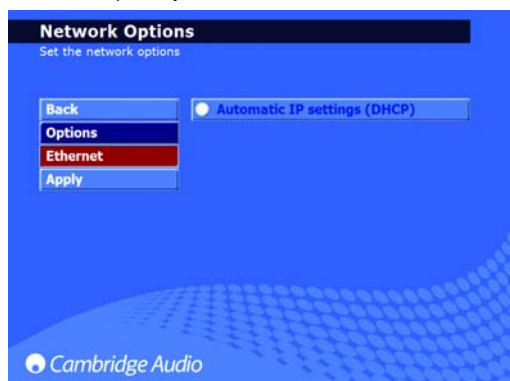 Network Options
Set the network options
Back
Automatic IP settings (DHCP)
Options
Ethernet
Apply
Cambridge Audio